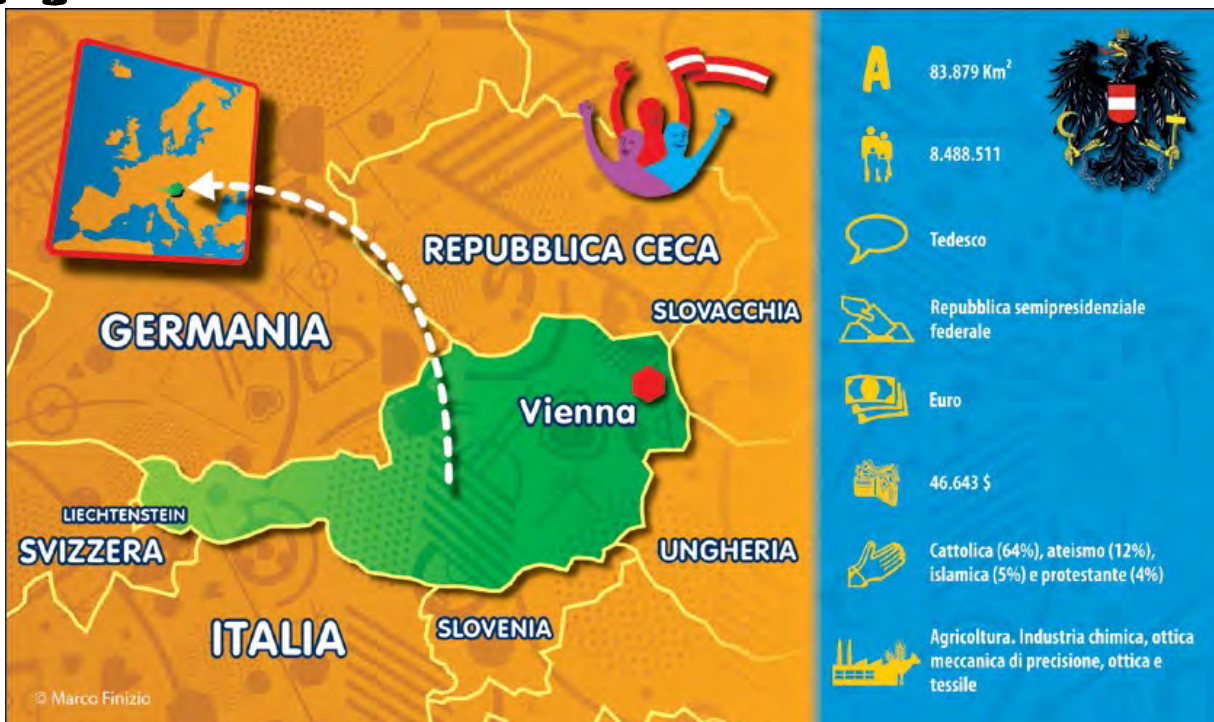 REPUBBLICA CECA
SLOVACCHIA
GERMANIA
Vienna
LIECHTENSTEIN
SVIZZERA
UNGHERIA
SLOVENIA
ITALIA
© Marco Finizio
A
83.879 Km²
8.488.511
Tedesco
Repubblica semipresidenziale
federale
Euro
46.643 $
Cattolica (64%), ateismo (12%),
islamica (5%) e protestante (4%)
Agricoltura. Industria chimica, ottica
meccanica di precisione, ottica e
tessile